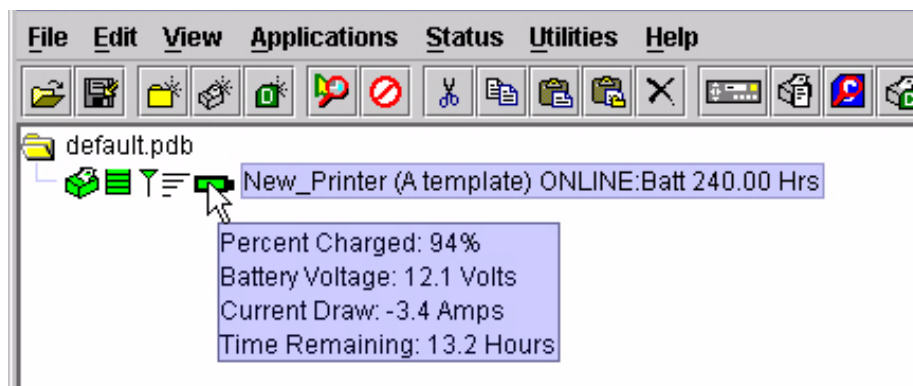 File Edit View Applications Status Utilities Help
default.pdb
New_Printer (A template) ONLINE:Batt 240.00 Hrs
Percent Charged: 94%
Battery Voltage: 12.1 Volts
Current Draw: -3.4 Amps
Time Remaining: 13.2 Hours